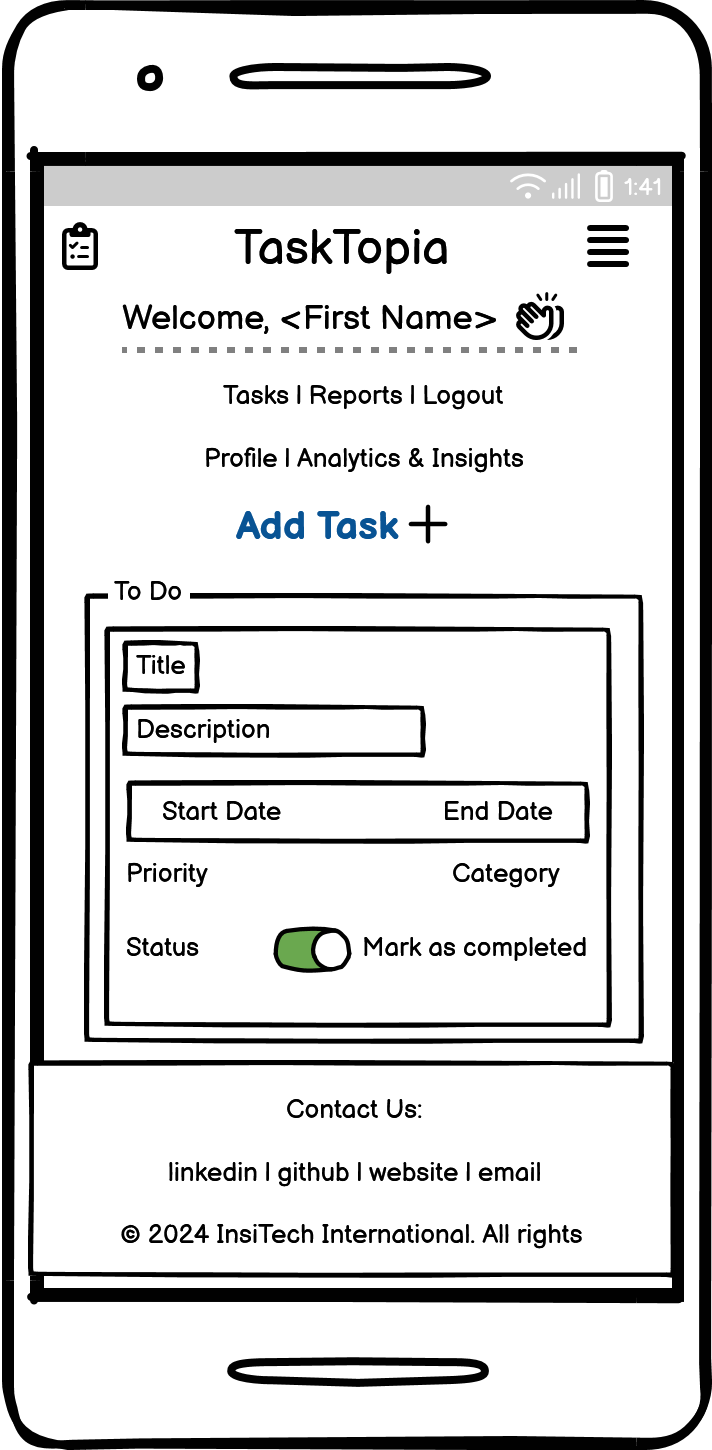 1:41
TaskTopia
Welcome, <First Name>
Tasks | Reports | Logout
Profile | Analytics & Insights
Add Task
To Do
Title
Description
Start Date End Date
Priority Category
Status Mark as completed
Contact Us:
linkedin | github | website | email
© 2024 InsiTech International. All rights